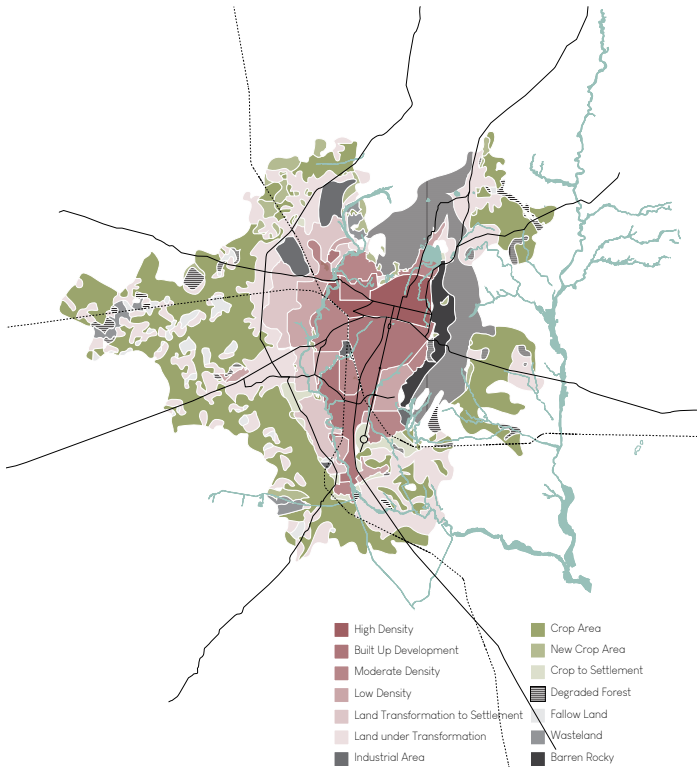 High Density
Built Up Development
Moderate Density
Low Density
Land Transformation to Settlement
Land under Transformation
Industrial Area
Crop Area
New Crop Area
Crop to Settlement
Degraded Forest
Fallow Land
Wasteland
Barren Rocky